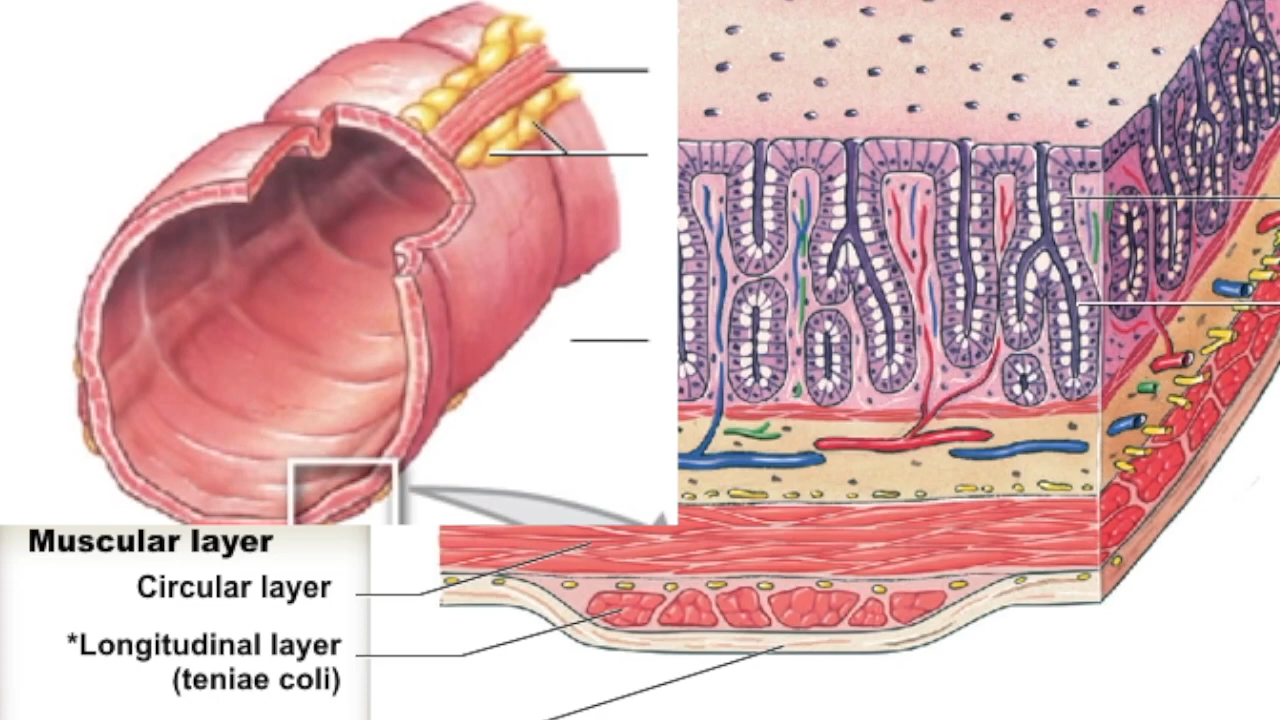 Muscular layer
Circular layer
*Longitudinal layer
(teniae coli)